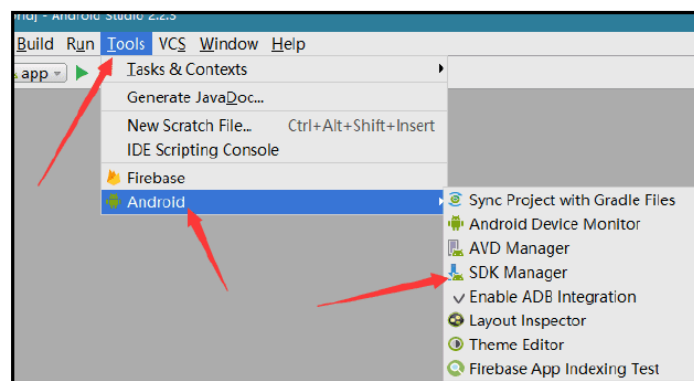 Android Studio 2.2.3
Build Run Tools VCS Window Help
app
Tasks & Contexts
Generate JavaDoc...
New Scratch File... Ctrl+Alt+Shift+Insert
IDE Scripting Console
Firebase
Android
Sync Project with Gradle Files
Android Device Monitor
AVD Manager
SDK Manager
Enable ADB Integration
Layout Inspector
Theme Editor
Firebase App Indexing Test